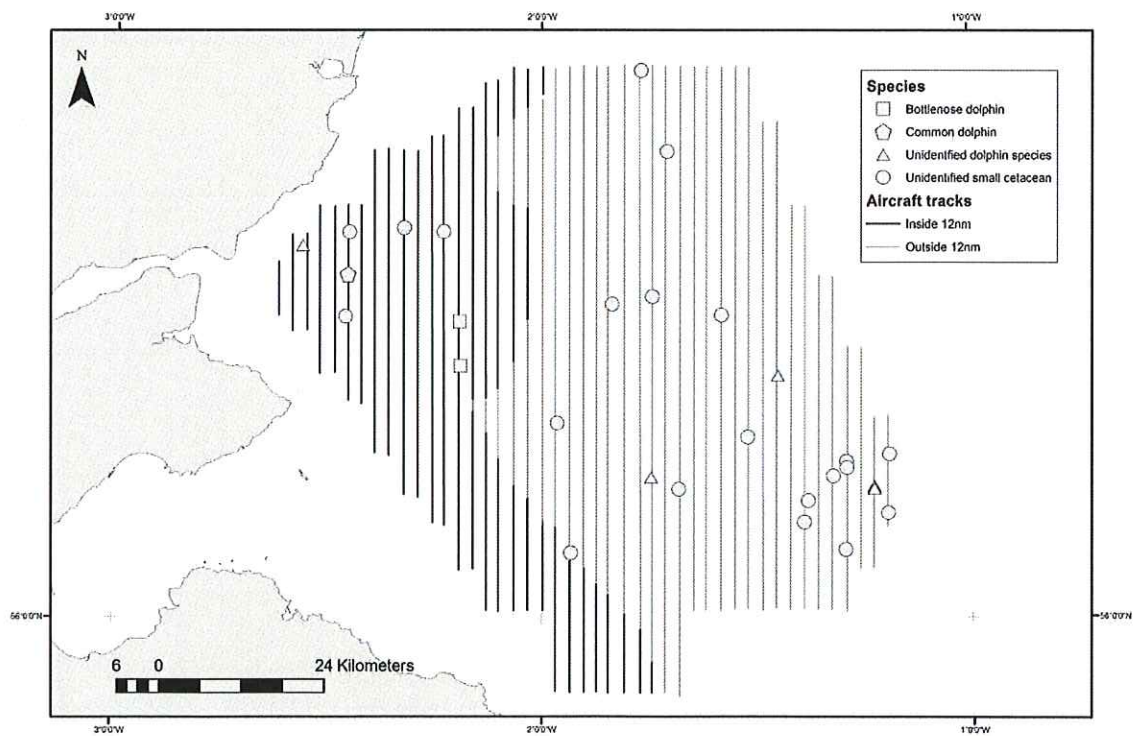 3°0'0"W 2°0'0"W 1°0'0"W
N
Species
Bottlenose dolphin
Common dolphin
Unidentified dolphin species
Unidentified small cetacean
Aircraft tracks
Inside 12nm
Outside 12nm
56°0'0"N 56°0'0"N
6 0 24 Kilometers
3°0'0"W 2°0'0"W 1°0'0"W